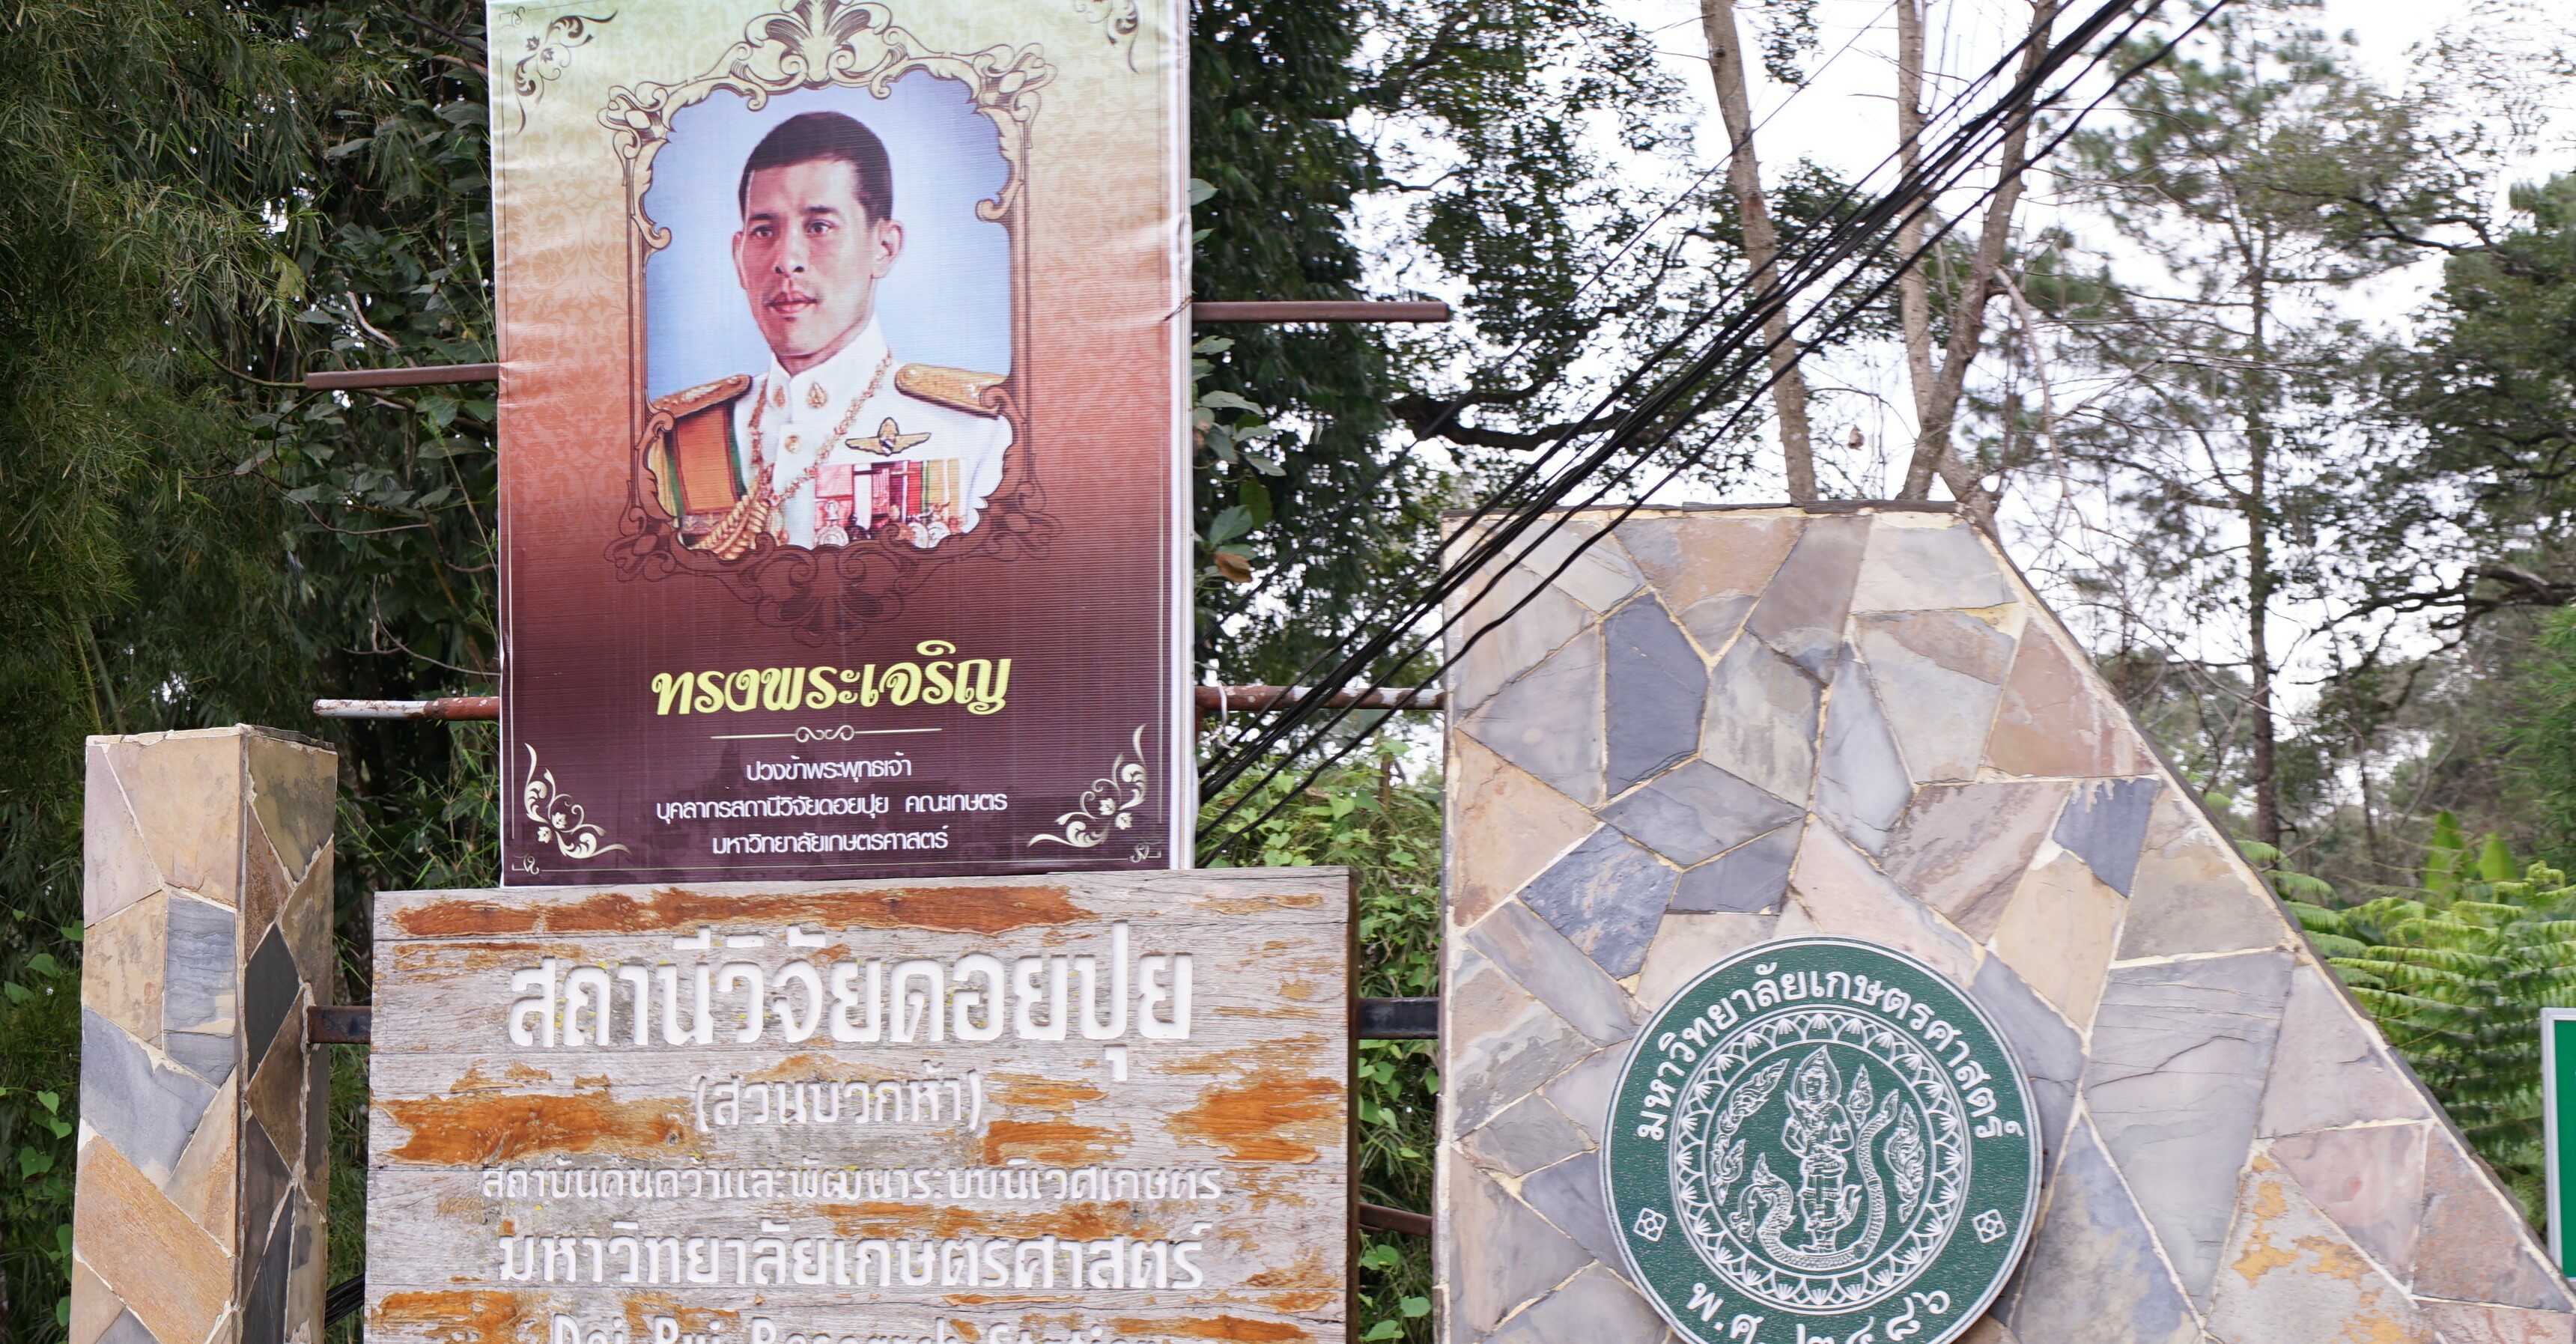 ทรงพระเจริญ
ปวงข้าพระพุทธเจ้า
บุคลากรสถานีวิจัยดอยปุย คณะเกษตร
มหาวิทยาลัยเกษตรศาสตร์
สถานีวิจัยดอยปุย
(สวนบวกห้า)
สถาบันค้นคว้าและพัฒนาระบบนิเวศเกษตร
มหาวิทยาลัยเกษตรศาสตร์
Doi Pui Research Station
มหาวิทยาลัยเกษตรศาสตร์
พ.ศ. ๒๔๘๖